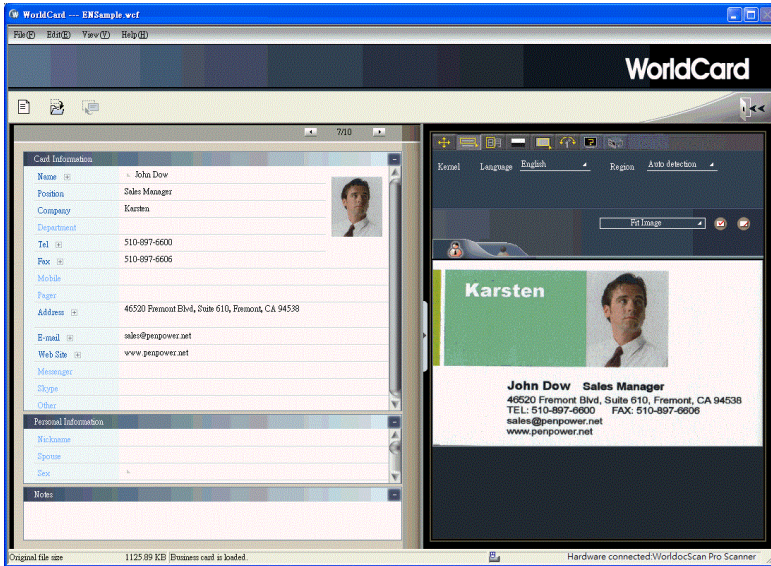 WorldCard --- ENSample.wcf
File(F) Edit(E) View(V) Help(H)
WorldCard
7/10
Card Information
Name John Dow
Position Sales Manager
Company Karsten
Department
Tel 510-897-6600
Fax 510-897-6606
Mobile
Pager
Address 46520 Fremont Blvd, Suite 610, Fremont, CA 94538
E-mail sales@penpower.net
Web Site www.penpower.net
Messenger
Skype
Other
Personal Information
Nickname
Spouse
Sex
Notes
Kernel Language English Region Auto detection
Fit Image
Karsten
John Dow Sales Manager
46520 Fremont Blvd, Suite 610, Fremont, CA 94538
TEL: 510-897-6600 FAX: 510-897-6606
sales@penpower.net
www.penpower.net
Original file size 1125.89 KB Business card is loaded. Hardware connected:WorldocScan Pro Scanner